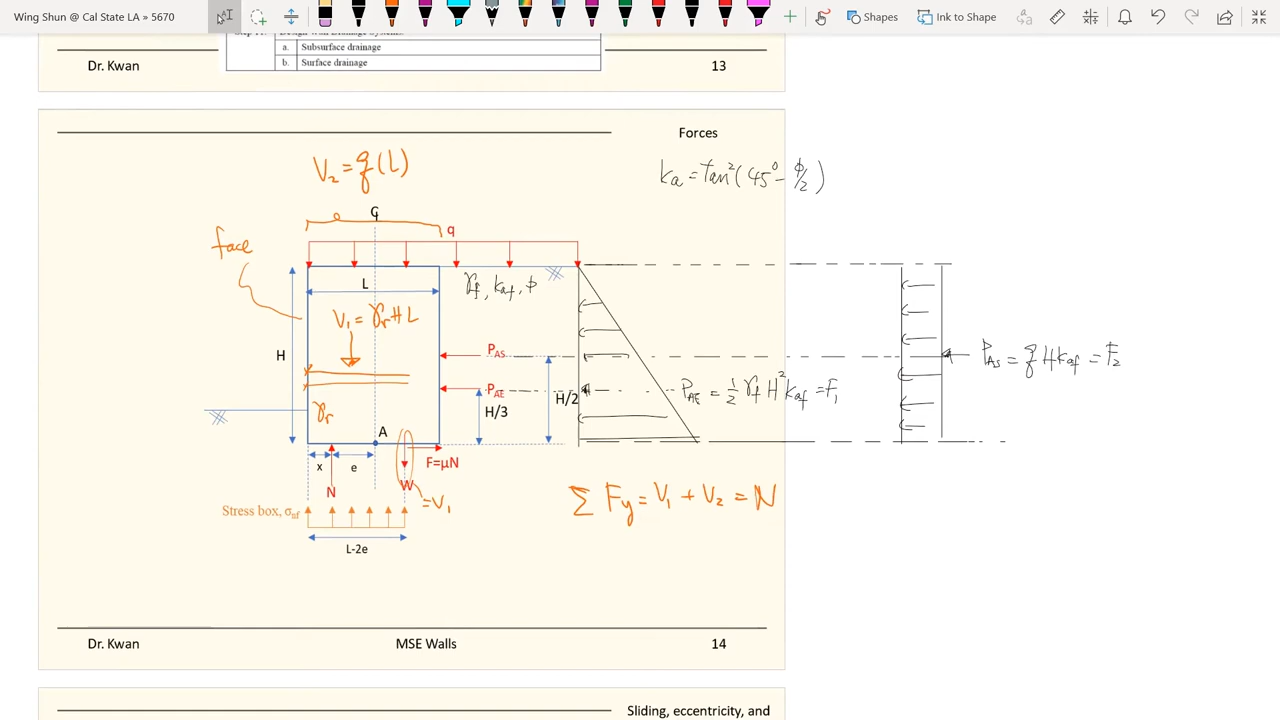 Wing Shun @ Cal State LA » 5670
Shapes
Ink to Shape
a. Subsurface drainage
b. Surface drainage
Dr. Kwan
13
Forces
V₂ = q(L)
ka = tan²(45° - ϕ/2)
face
q
L
γf, kaf, ϕ
V₁ = γr H L
H
PAS
PAS = q H kaf = F₂
PAE
H/2
PAE = ½ γf H² kaf = F₁
H/3
γr
A
x
e
F=μN
N
W
= V₁
Σ Fy = V₁ + V₂ = N
Stress box, σaf
L-2e
Dr. Kwan
MSE Walls
14
Sliding, eccentricity, and